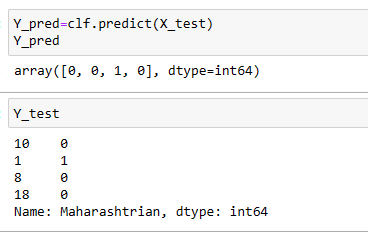 Y_pred=clf.predict(X_test)
Y_pred
array([0, 0, 1, 0], dtype=int64)
Y_test
10    0
1     1
8     0
18    0
Name: Maharashtrian, dtype: int64